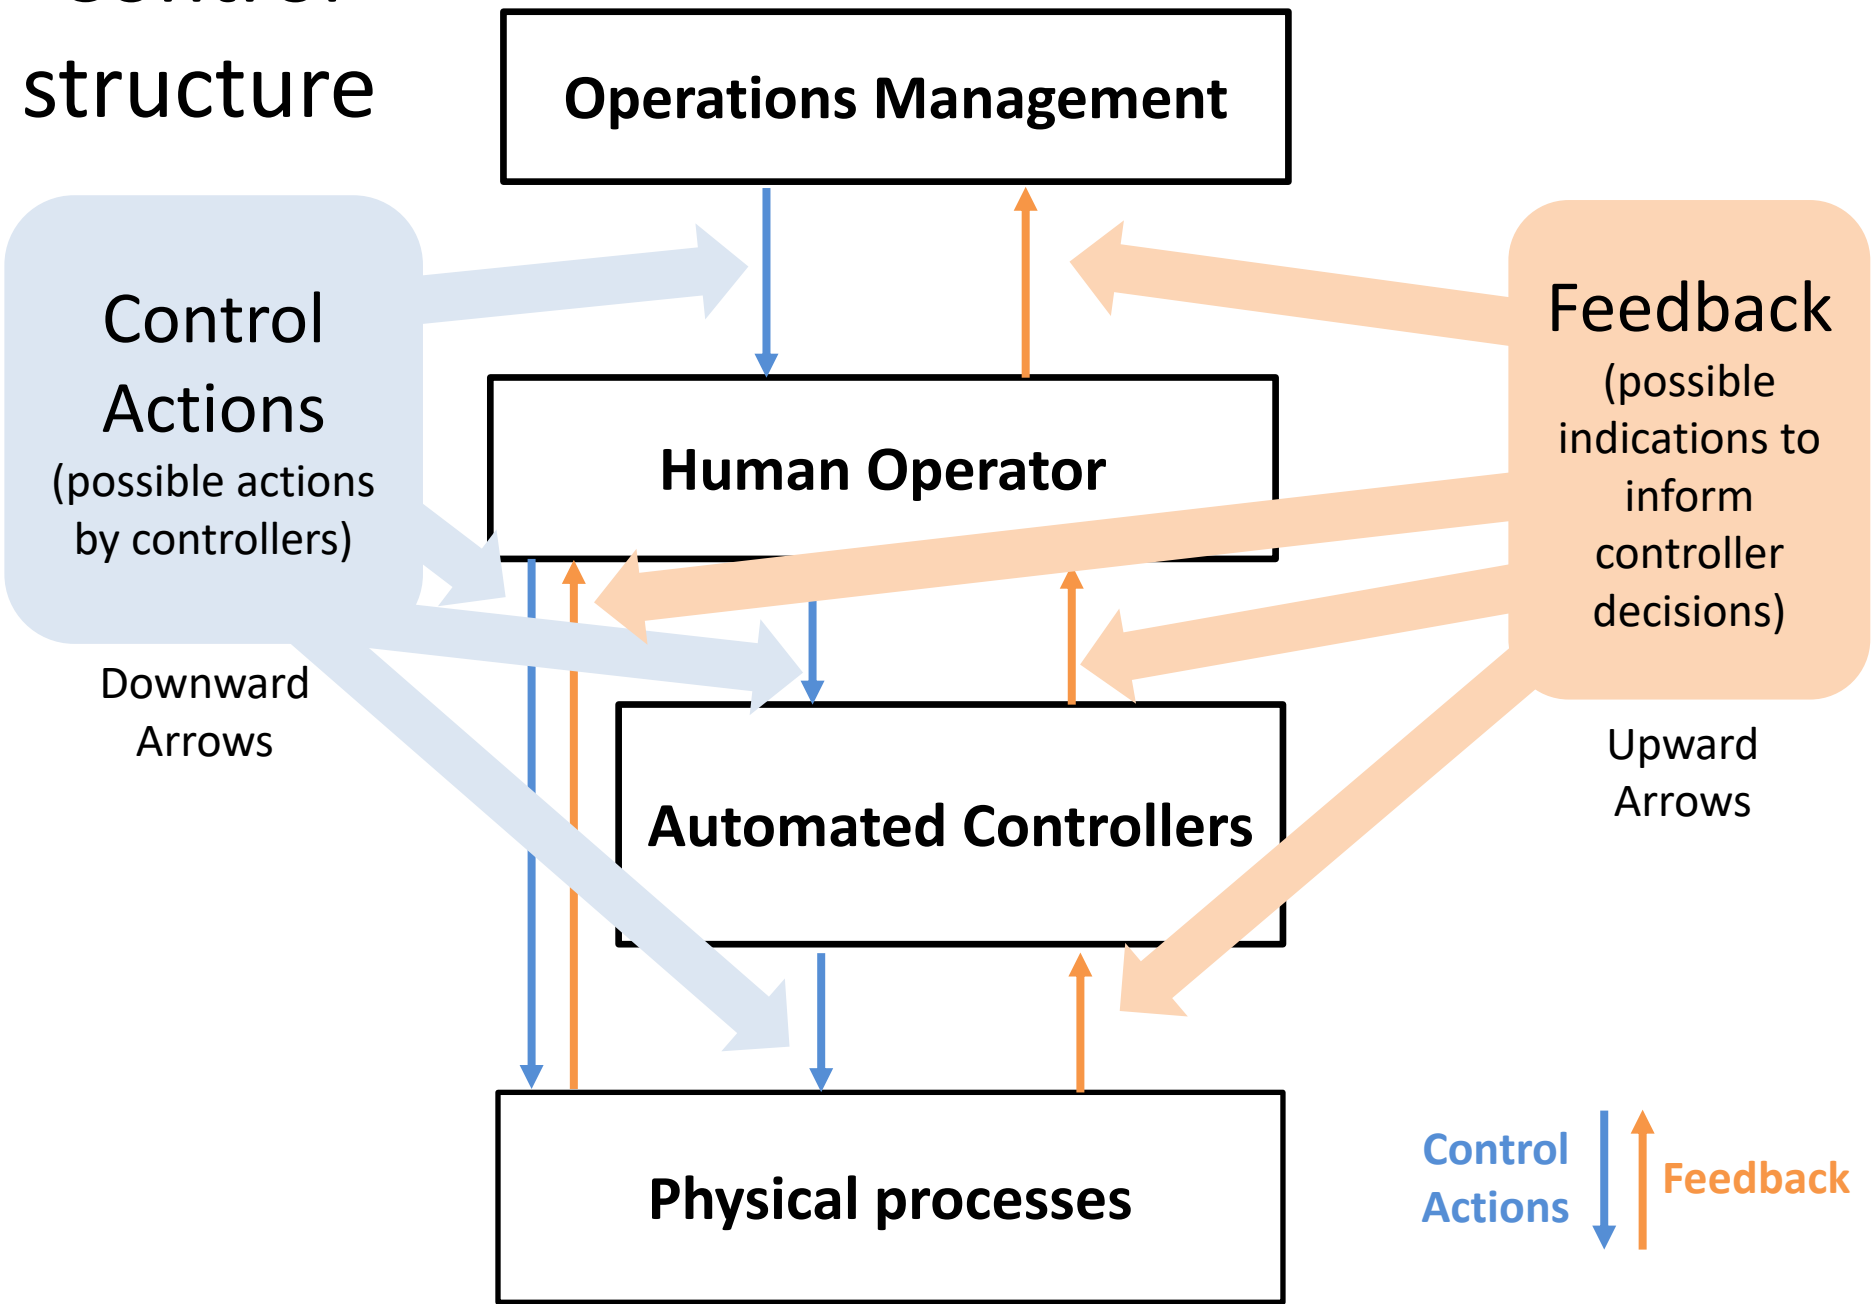 structure
Operations Management
Control
Actions
(possible actions
by controllers)
Downward
Arrows
Human Operator
Feedback
(possible
indications to
inform
controller
decisions)
Upward
Arrows
Automated Controllers
Physical processes
Control
Actions
Feedback